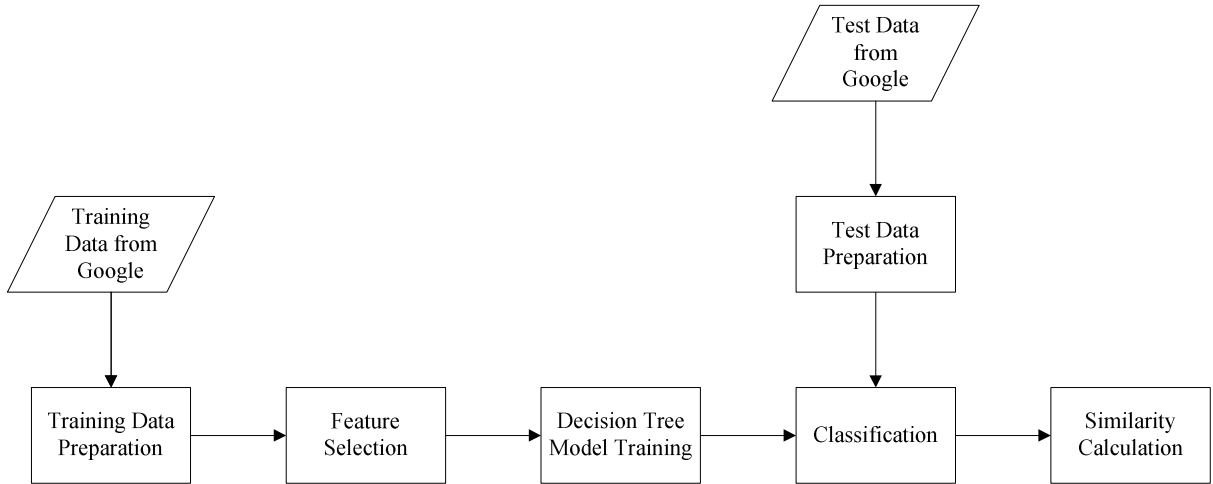 Test Data
from
Google
Training
Data from
Google
Test Data
Preparation
Training Data
Preparation
Feature
Selection
Decision Tree
Model Training
Classification
Similarity
Calculation